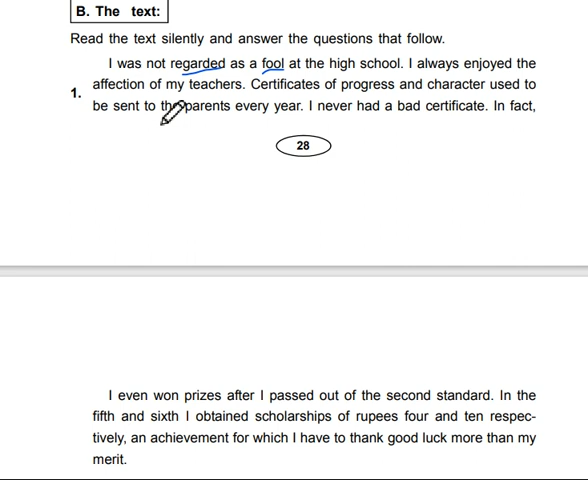 B. The text:
Read the text silently and answer the questions that follow.
I was not regarded as a fool at the high school. I always enjoyed the
affection of my teachers. Certificates of progress and character used to
1.
be sent to the parents every year. I never had a bad certificate. In fact,
28
I even won prizes after I passed out of the second standard. In the
fifth and sixth I obtained scholarships of rupees four and ten respec-
tively, an achievement for which I have to thank good luck more than my
merit.